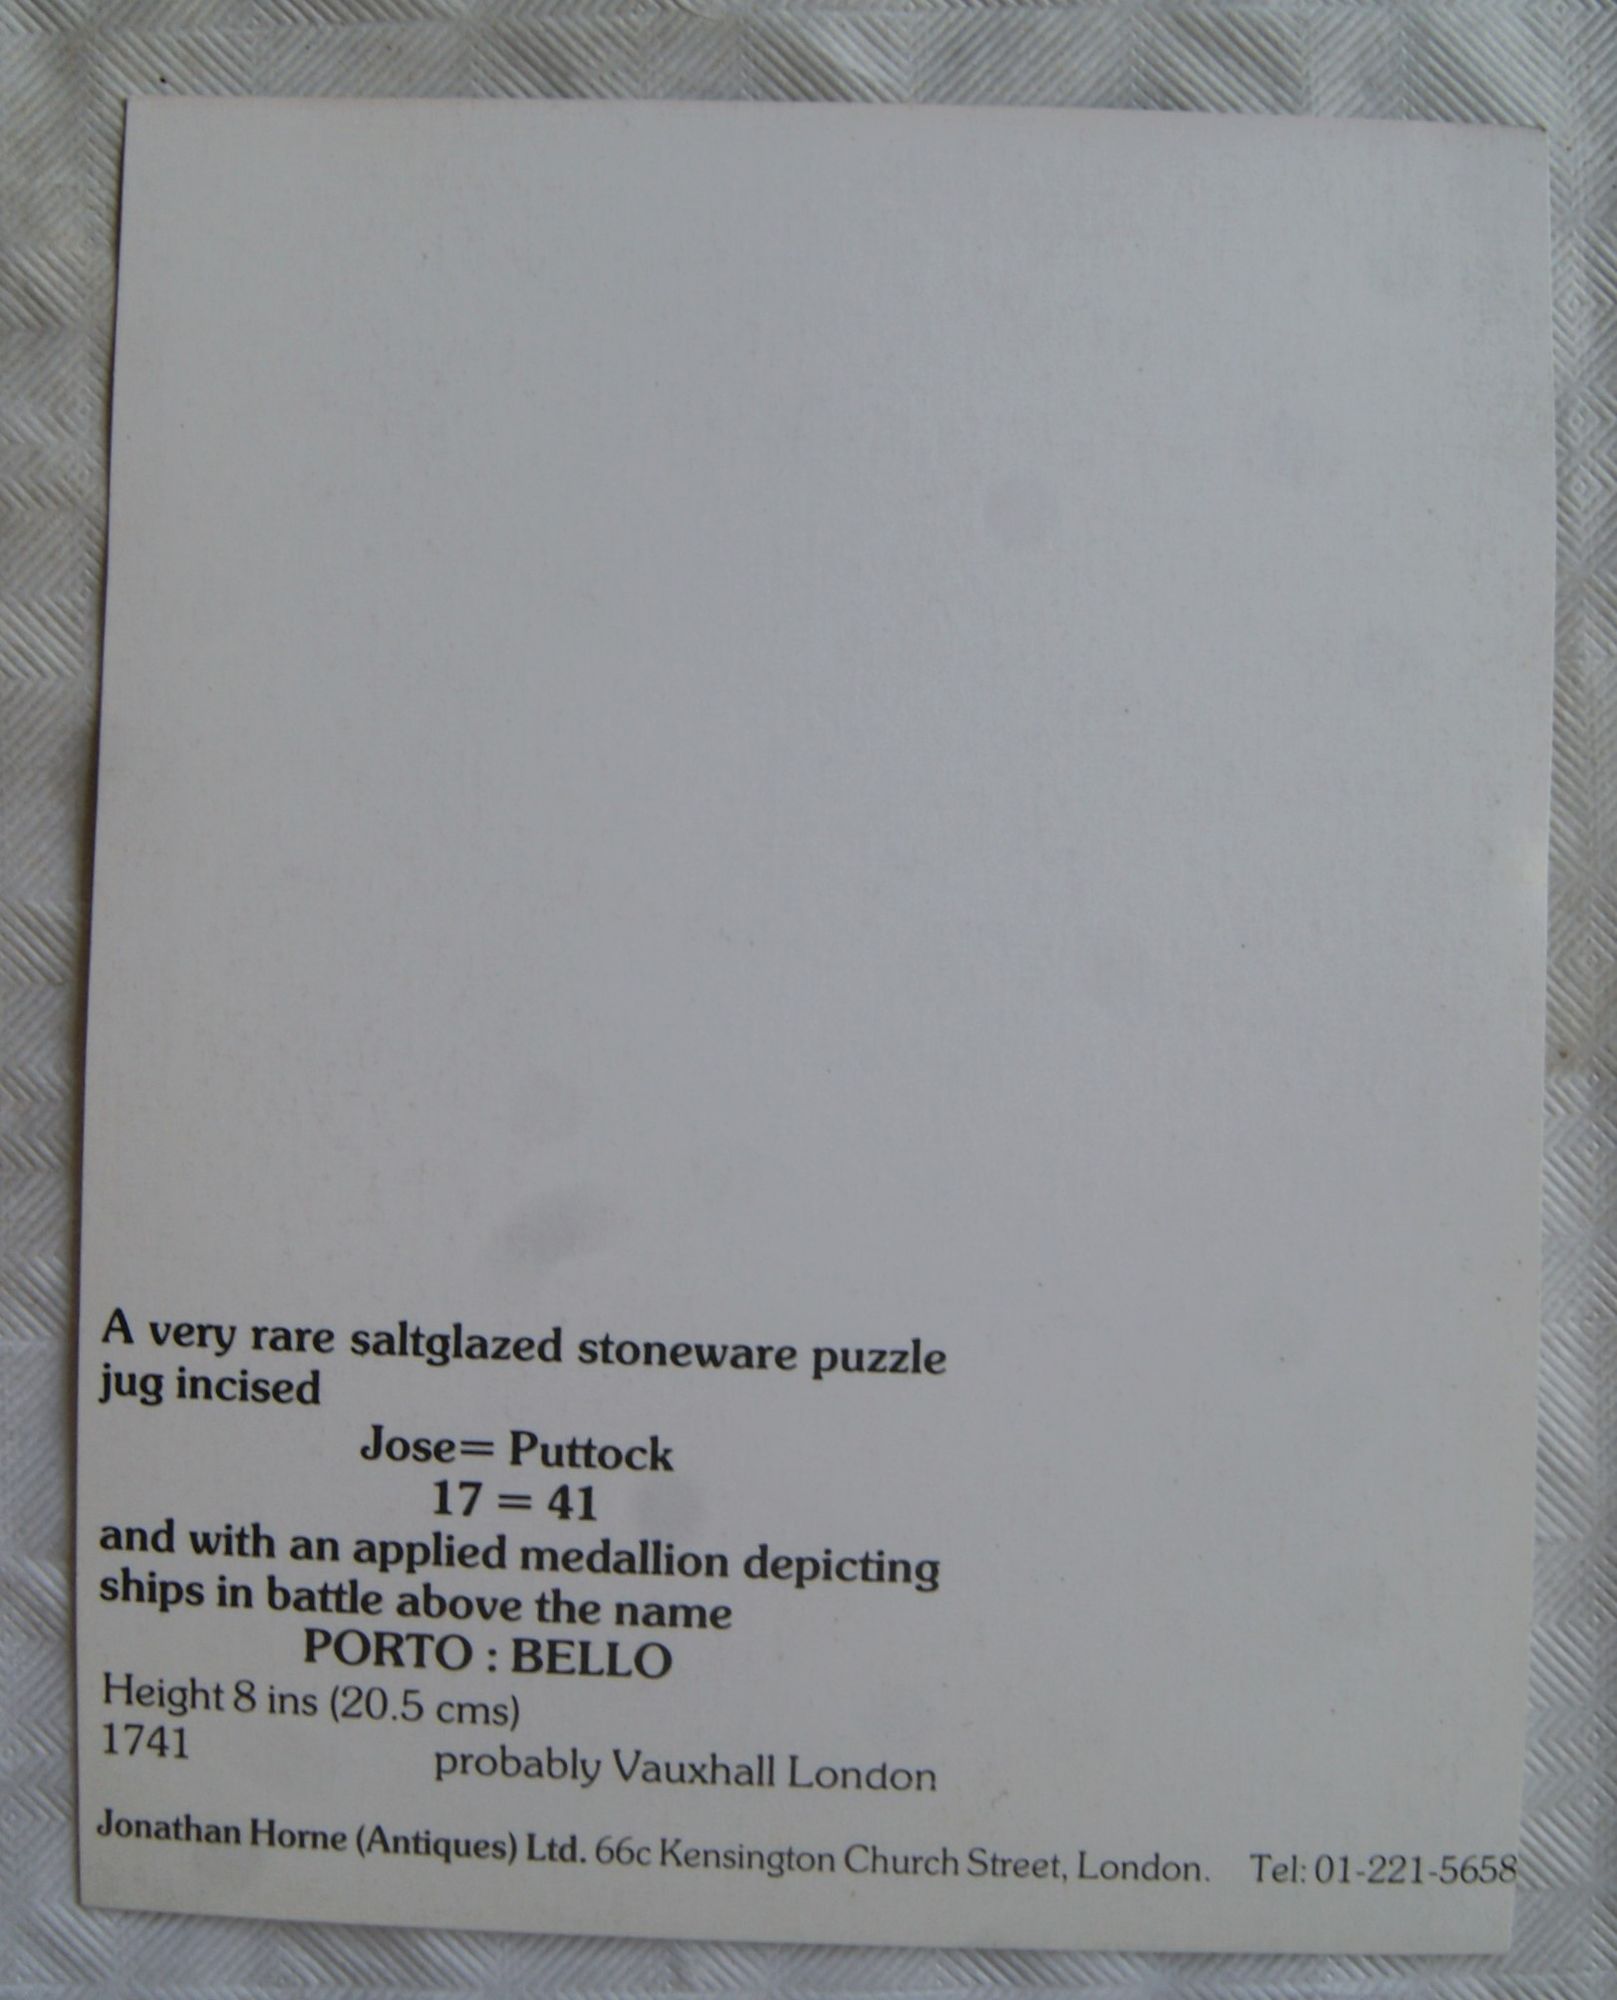 A very rare saltglazed stoneware puzzle
jug incised
Jose= Puttock
17 = 41
and with an applied medallion depicting
ships in battle above the name
PORTO : BELLO
Height 8 ins (20.5 cms)
1741 probably Vauxhall London
Jonathan Horne (Antiques) Ltd. 66c Kensington Church Street, London. Tel: 01-221-5658